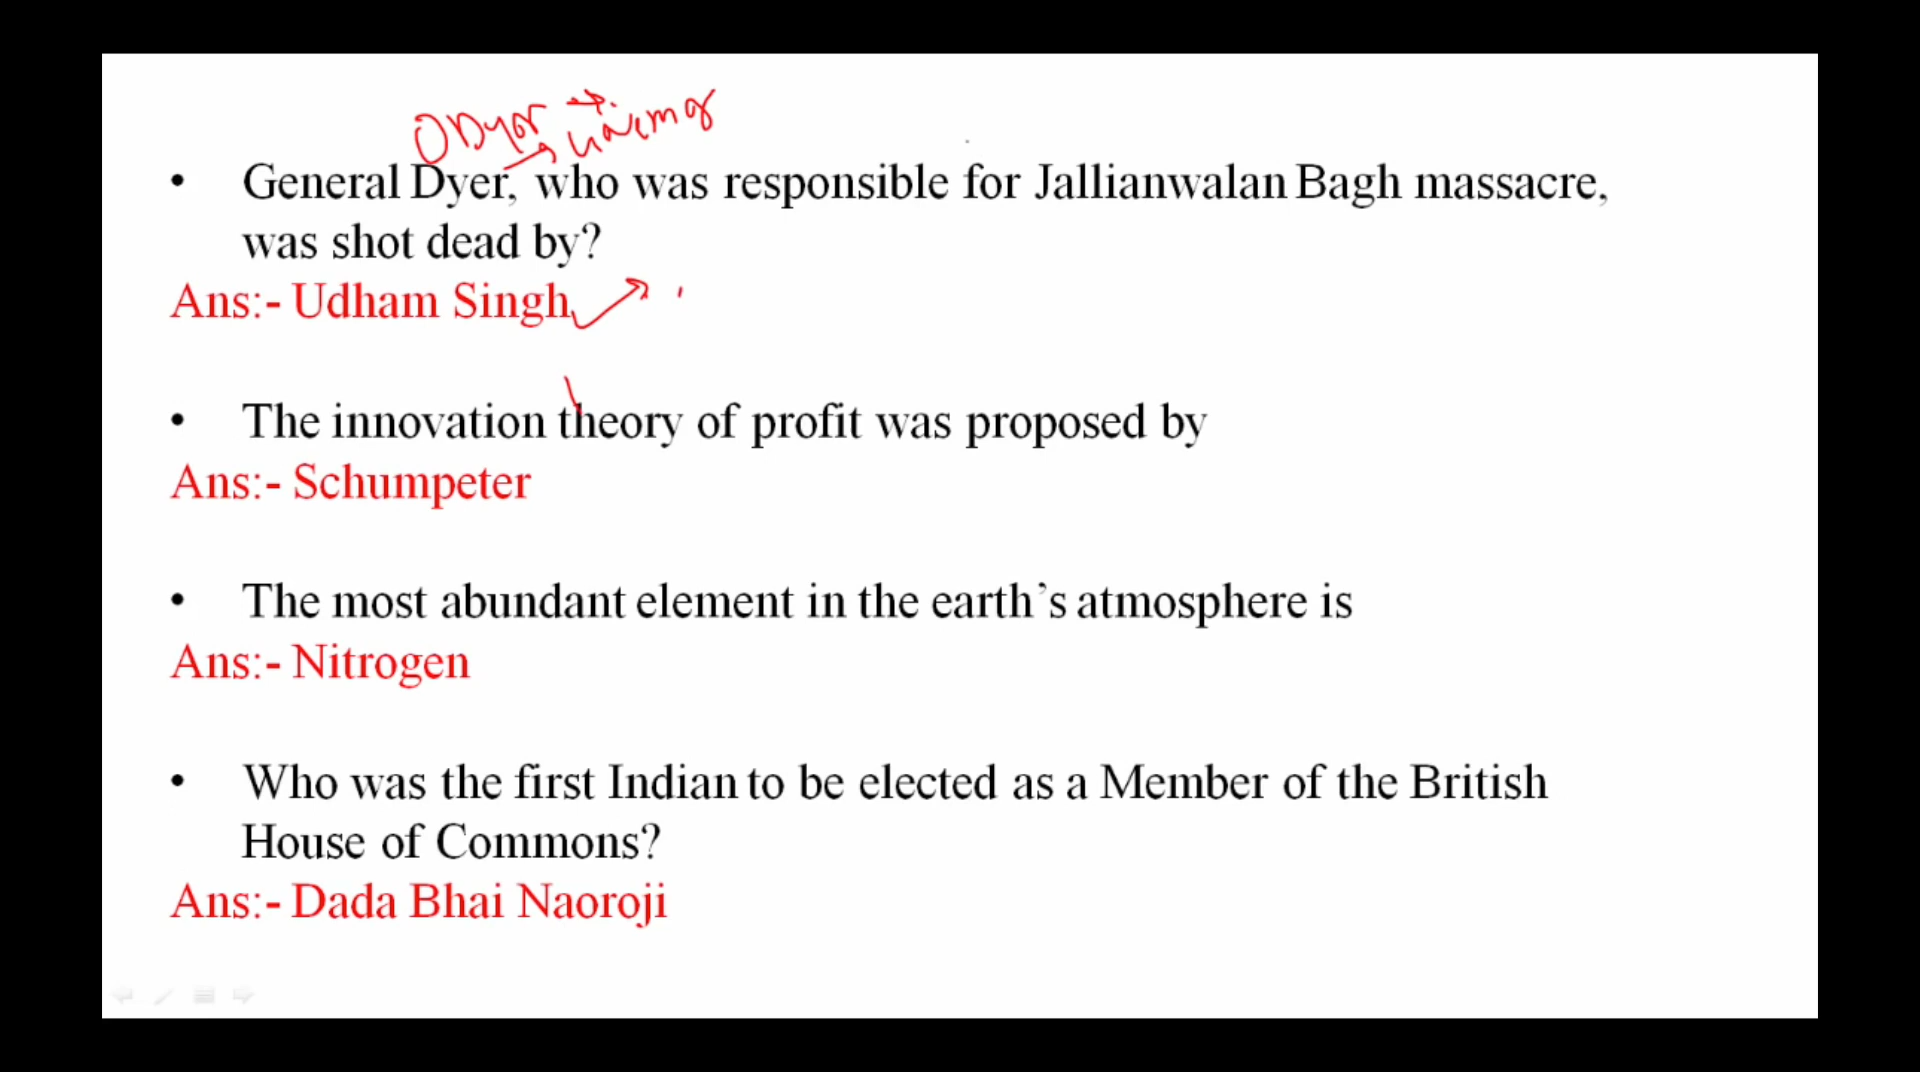 ODyer →
• General Dyer, who was responsible for Jallianwalan Bagh massacre,
was shot dead by?
Ans:- Udham Singh
• The innovation theory of profit was proposed by
Ans:- Schumpeter
• The most abundant element in the earth’s atmosphere is
Ans:- Nitrogen
• Who was the first Indian to be elected as a Member of the British
House of Commons?
Ans:- Dada Bhai Naoroji